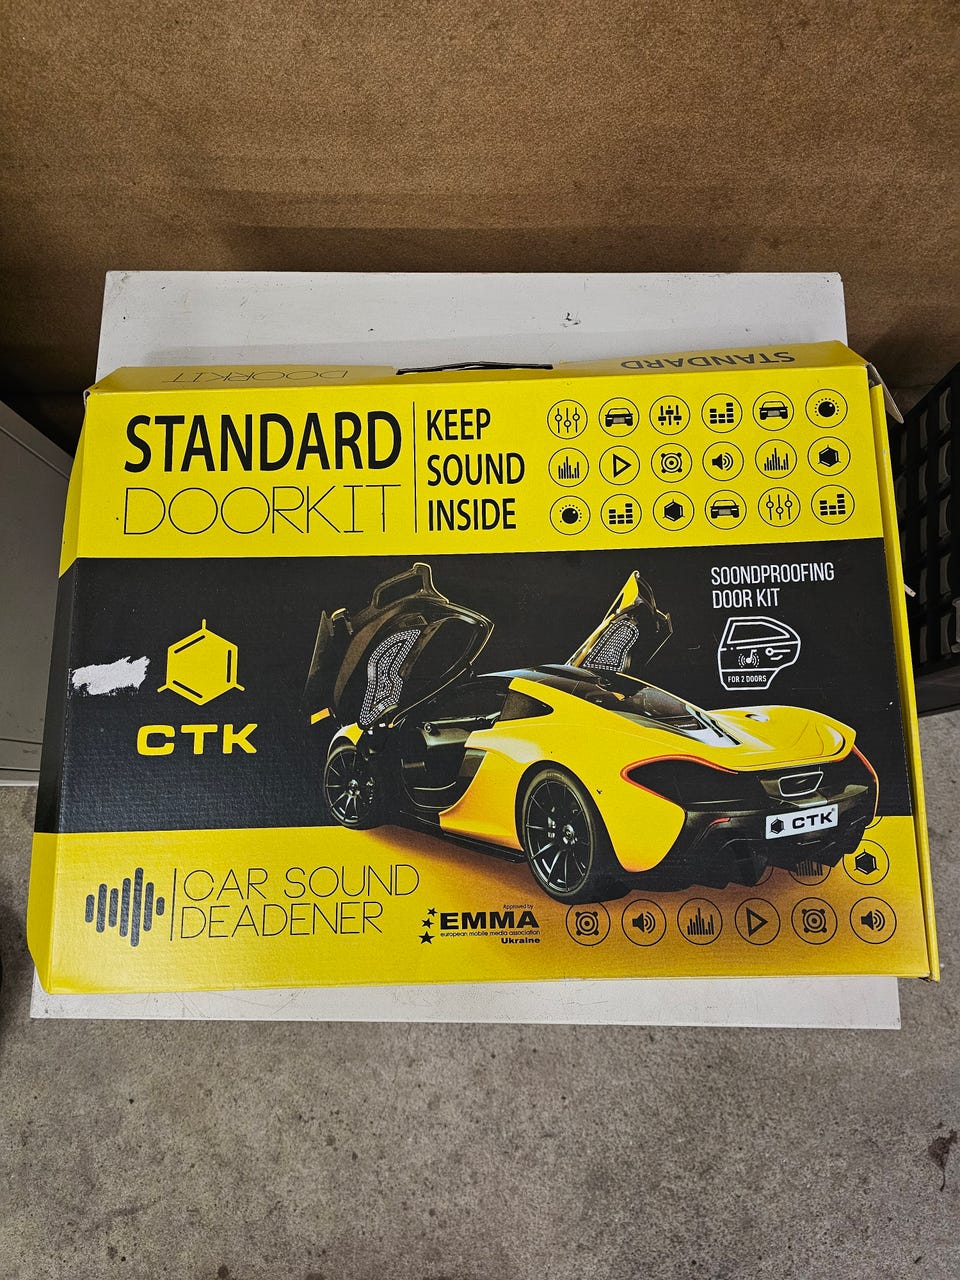 DOORKIT
STANDARD
STANDARD
DOORKIT
KEEP
SOUND
INSIDE
SOONDPROOFING
DOOR KIT
FOR 2 DOORS
CTK
CTK
CAR SOUND
DEADENER
Approved by
EMMA
european mobile media association
Ukraine